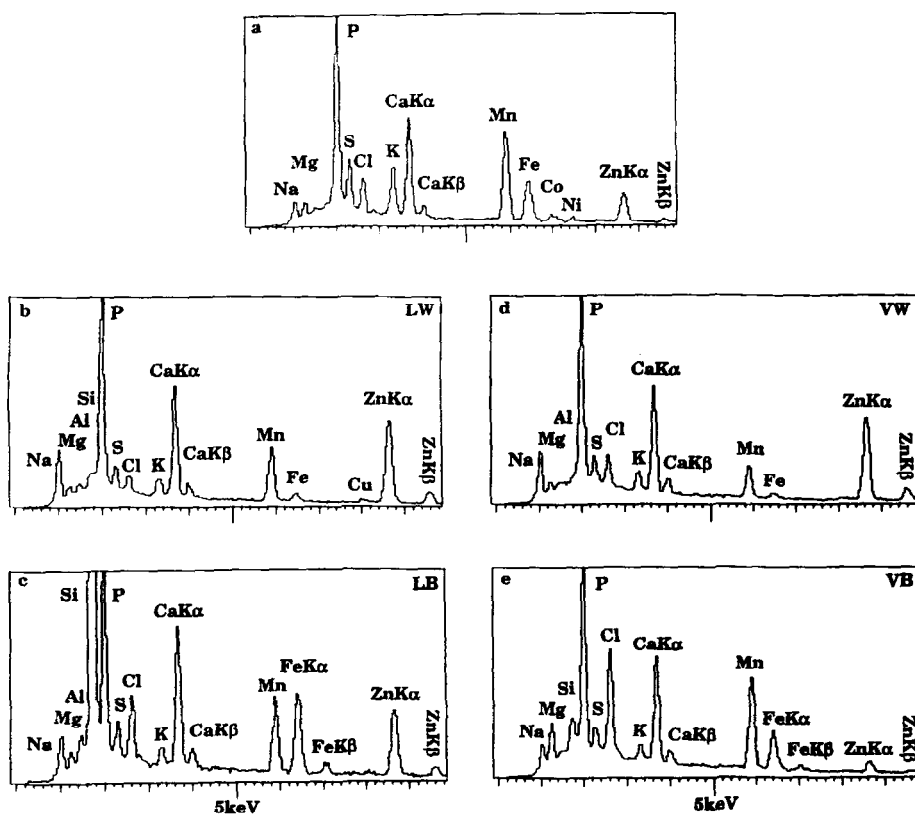 a
P
CaKα
Mn
S
Mg
Cl
K
Fe
Na
CaKβ
Co
Ni
ZnKα
ZnKβ
b
LW
P
CaKα
Si
ZnKα
Al
Mg
S
Mn
Na
Cl
K
CaKβ
Fe
Cu
ZnKβ
d
VW
P
CaKα
ZnKα
Al
Mg
S
Cl
Na
K
CaKβ
Mn
Fe
ZnKβ
c
LB
Si
P
CaKα
FeKα
Al
Cl
Mn
Mg
S
ZnKα
Na
K
CaKβ
FeKβ
ZnKβ
5keV
e
VB
P
Cl
CaKα
Mn
Si
Mg
S
FeKα
Na
K
CaKβ
FeKβ
ZnKα
ZnKβ
5keV